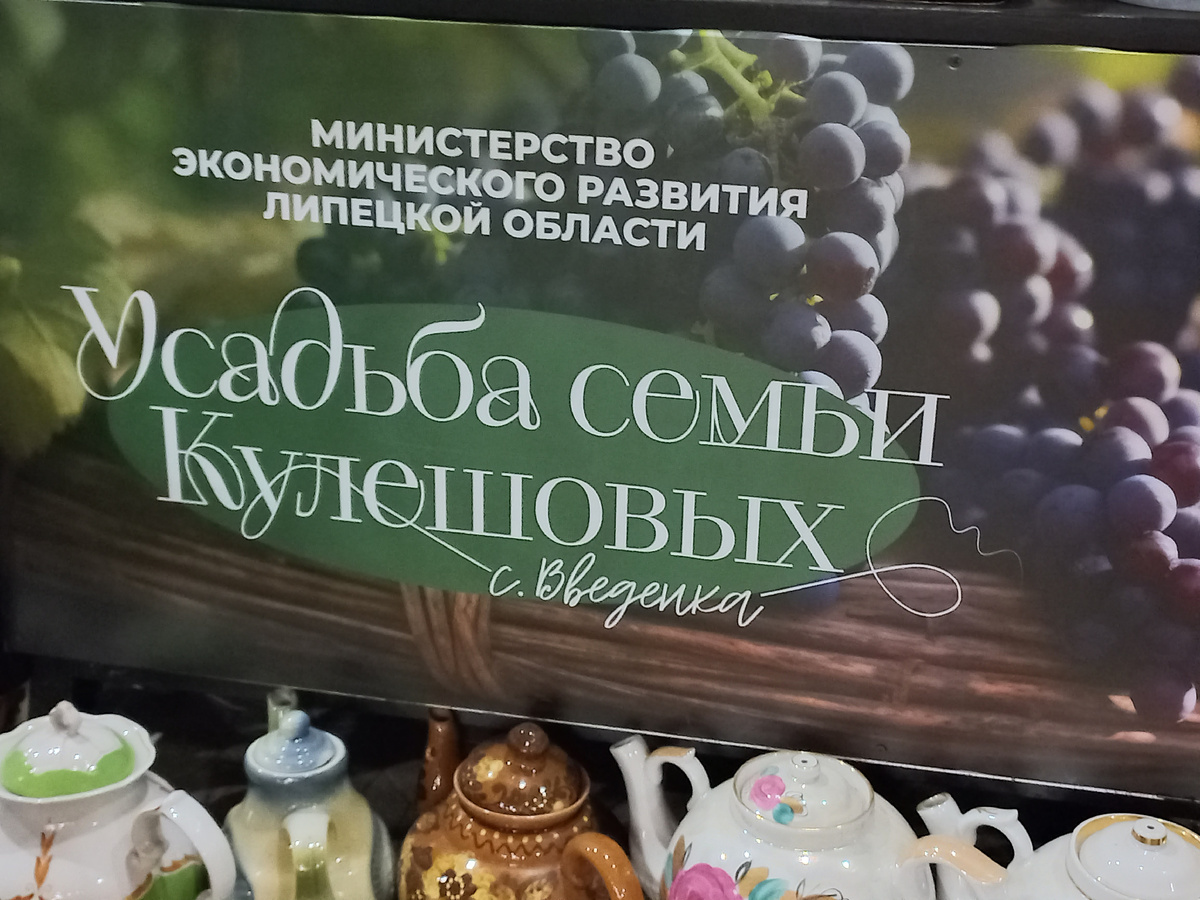 МИНИСТЕРСТВО
ЭКОНОМИЧЕСКОГО РАЗВИТИЯ
ЛИПЕЦКОЙ ОБЛАСТИ
Усадьба семьи
Кулешовых
с. Введенка